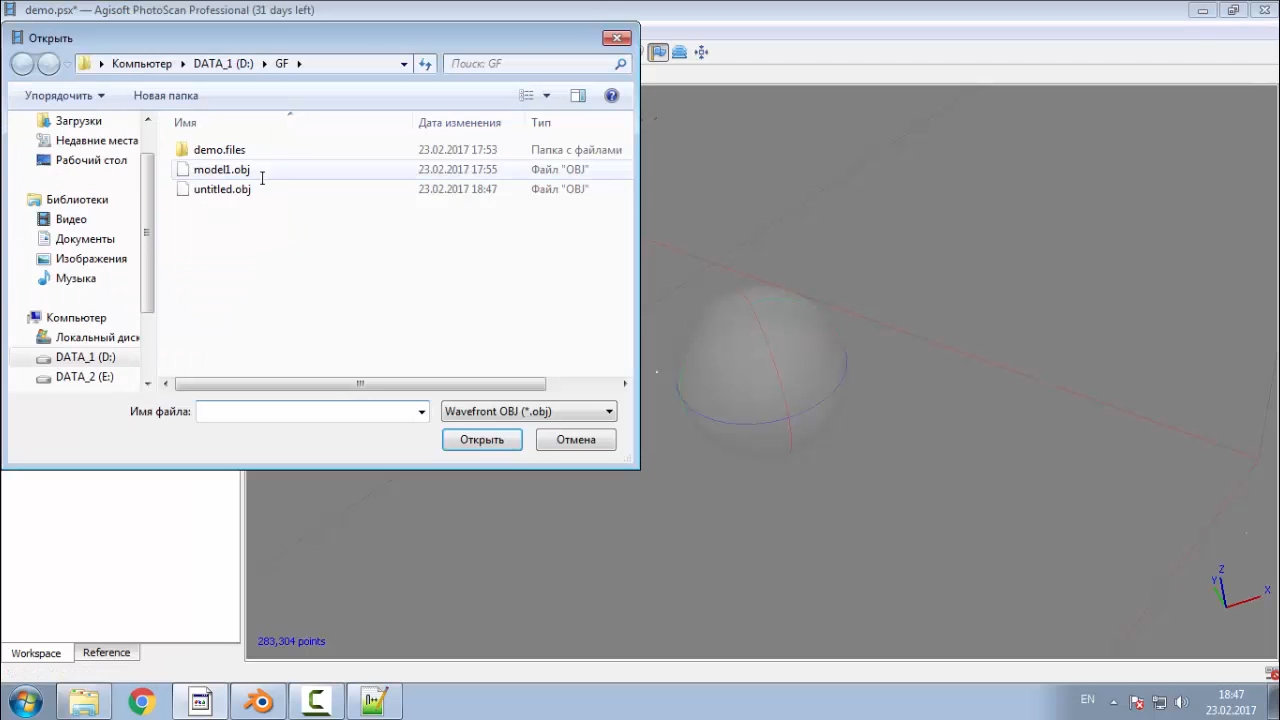 demo.psx* — Agisoft PhotoScan Professional (31 days left)
Открыть
Компьютер
DATA_1 (D:)
GF
Поиск: GF
Упорядочить
Новая папка
Имя
Дата изменения
Тип
Загрузки
Недавние места
Рабочий стол
Библиотеки
Видео
Документы
Изображения
Музыка
Компьютер
Локальный диск
DATA_1 (D:)
DATA_2 (E:)
demo.files 23.02.2017 17:53 Папка с файлами
model1.obj 23.02.2017 17:55 Файл "OBJ"
untitled.obj 23.02.2017 18:47 Файл "OBJ"
Имя файла:
Wavefront OBJ (*.obj)
Открыть
Отмена
Z
Y
X
283,304 points
Workspace
Reference
EN
18:47
23.02.2017